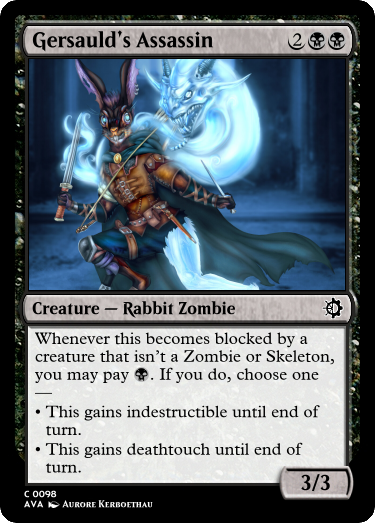 Gersauld's Assassin 2
Creature — Rabbit Zombie
Whenever this becomes blocked by a
creature that isn't a Zombie or Skeleton,
you may pay . If you do, choose one
—
• This gains indestructible until end of
turn.
• This gains deathtouch until end of
turn.
3/3
C 0098
AVA Aurore Kerboethau